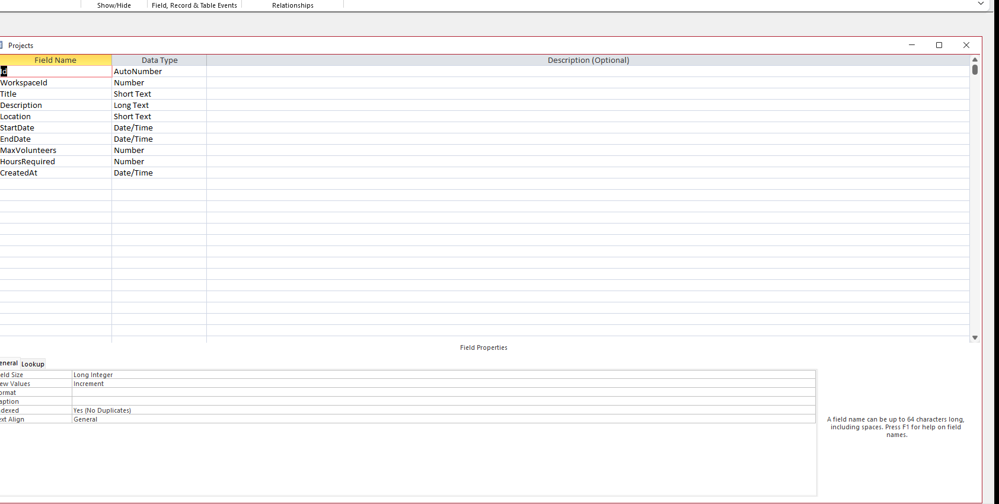 Show/Hide Field, Record & Table Events Relationships
Projects
Field Name Data Type Description (Optional)
Id AutoNumber
WorkspaceId Number
Title Short Text
Description Long Text
Location Short Text
StartDate Date/Time
EndDate Date/Time
MaxVolunteers Number
HoursRequired Number
CreatedAt Date/Time
Field Properties
eneral Lookup
eld Size Long Integer
ew Values Increment
ormat
aption
dexed Yes (No Duplicates)
ext Align General
A field name can be up to 64 characters long,
including spaces. Press F1 for help on field
names.